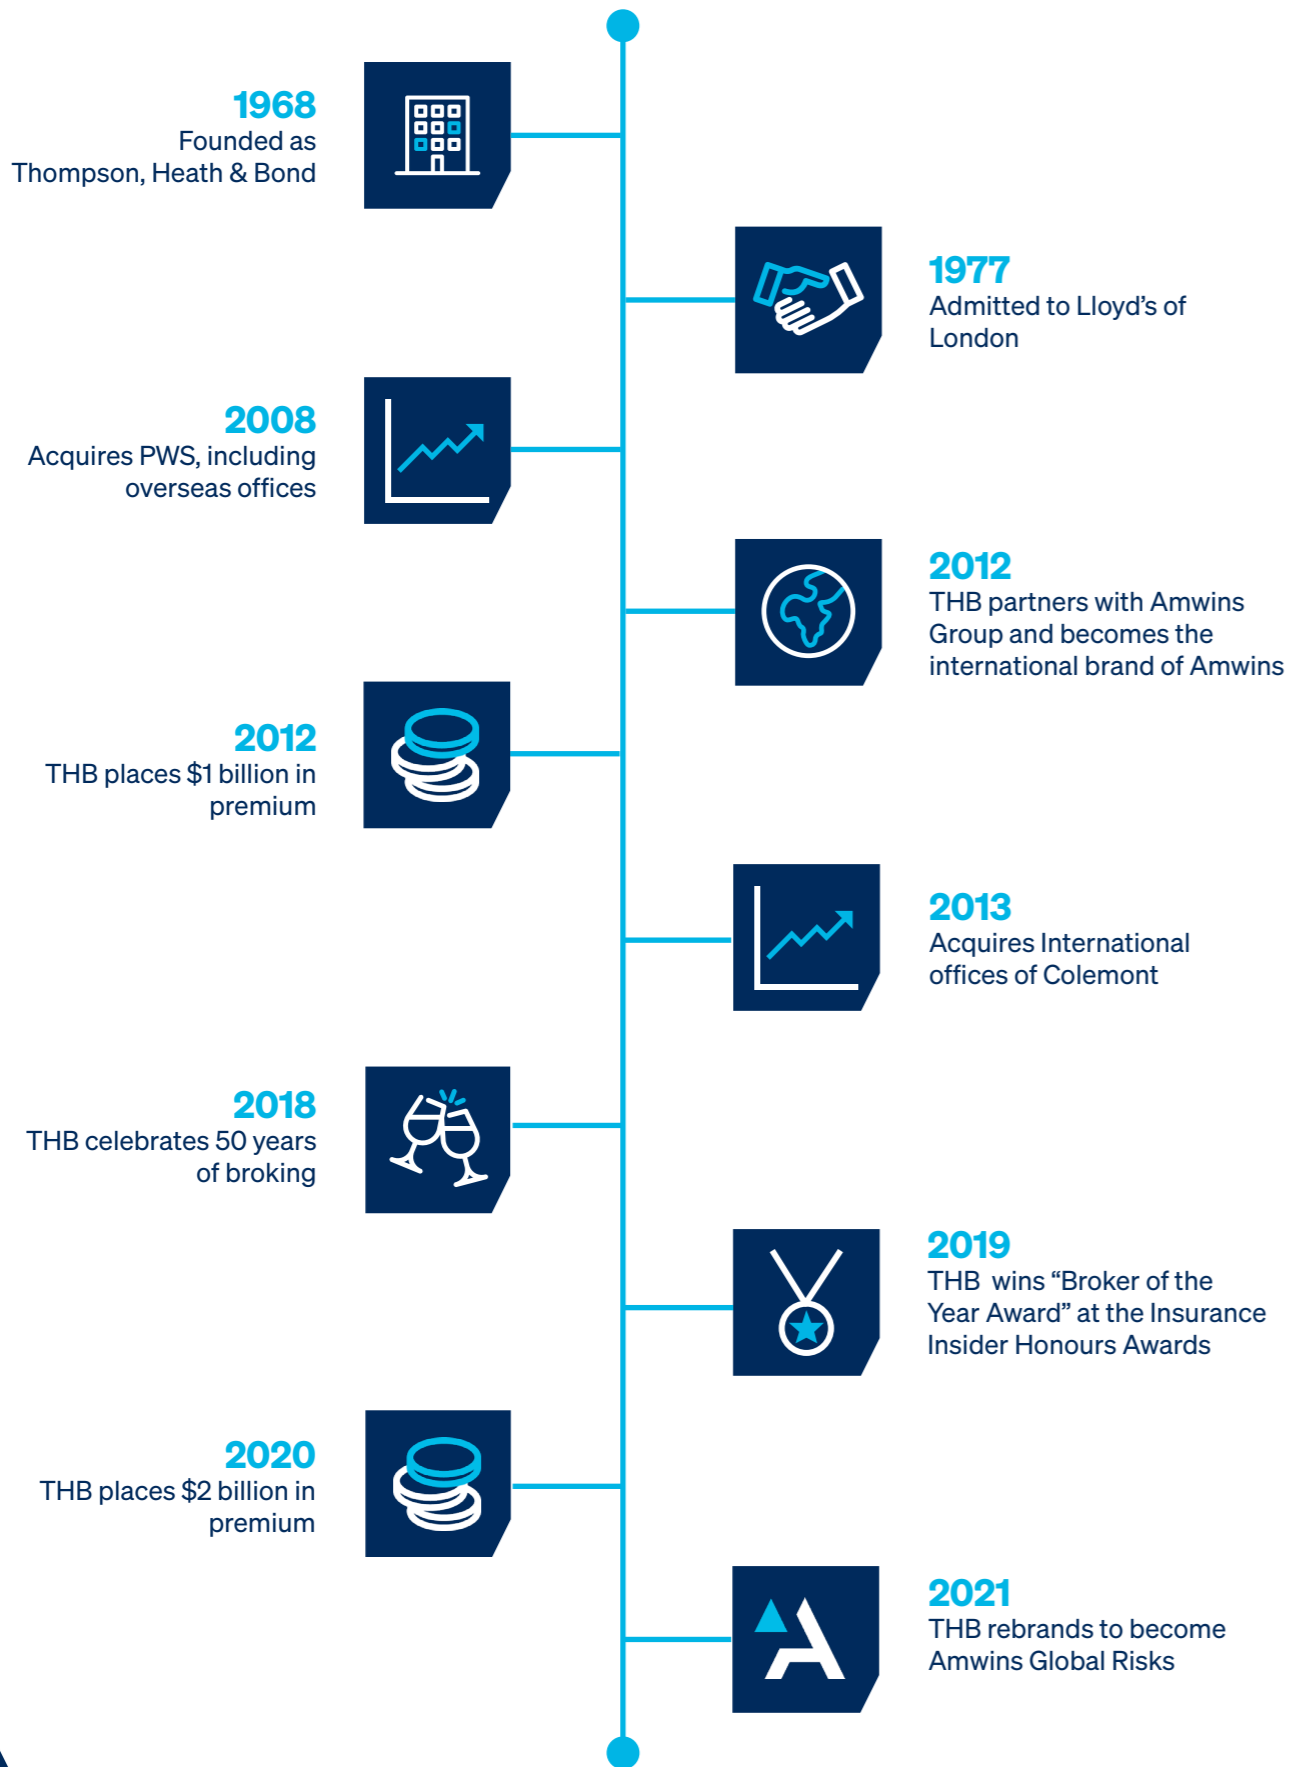 1968
Founded as
Thompson, Heath & Bond
1977
Admitted to Lloyd’s of
London
2008
Acquires PWS, including
overseas offices
2012
THB partners with Amwins
Group and becomes the
international brand of Amwins
2012
THB places $1 billion in
premium
2013
Acquires International
offices of Colemont
2018
THB celebrates 50 years
of broking
2019
THB  wins “Broker of the
Year Award” at the Insurance
Insider Honours Awards
2020
THB places $2 billion in
premium
2021
THB rebrands to become
Amwins Global Risks